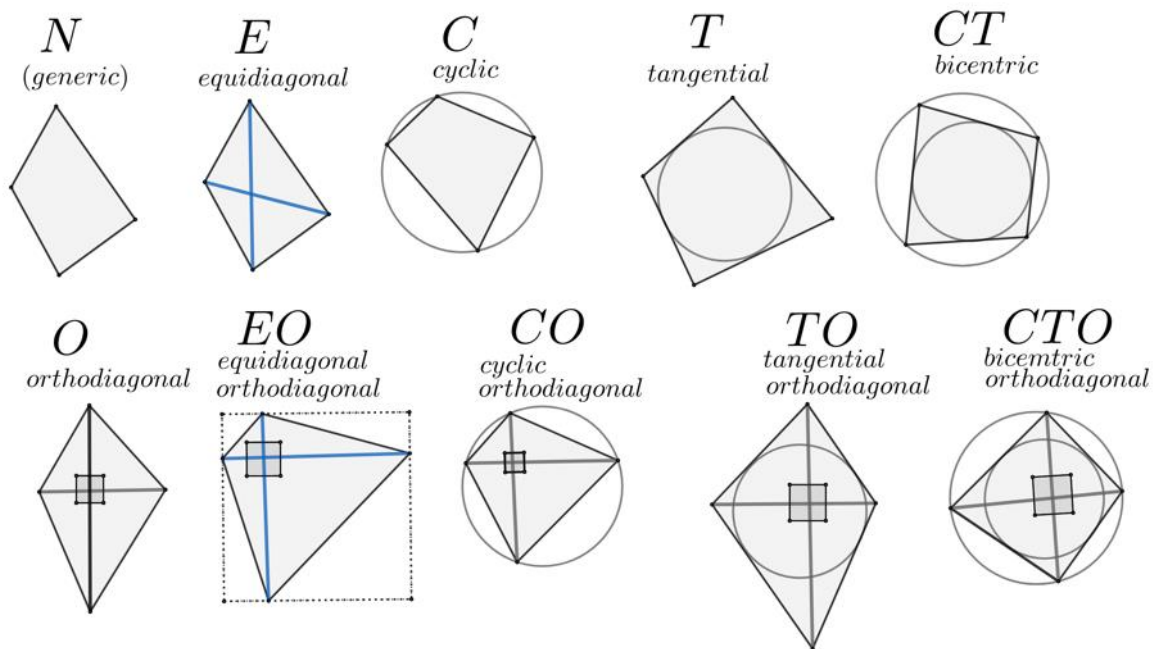 N
(generic)
E
equidiagonal
C
cyclic
T
tangential
CT
bicentric
O
orthodiagonal
EO
equidiagonal
orthodiagonal
CO
cyclic
orthodiagonal
TO
tangential
orthodiagonal
CTO
bicemtric
orthodiagonal